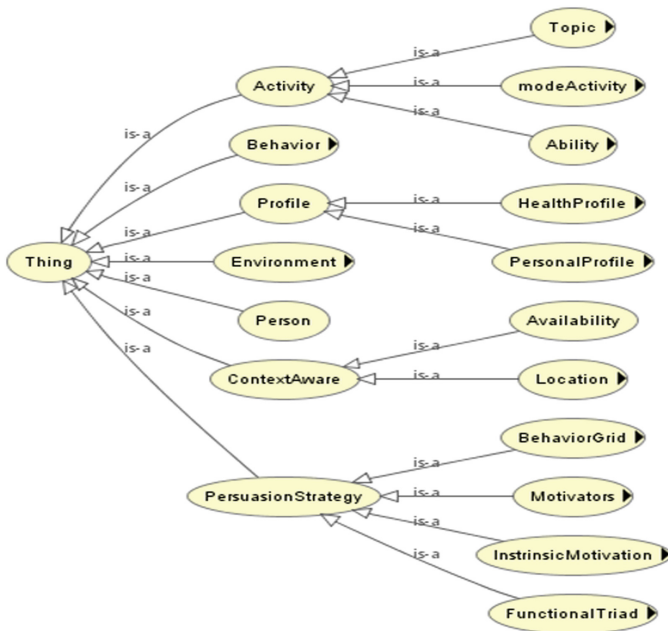 Topic
is-a
Activity
is-a
modeActivity
is-a
is-a
Behavior
Ability
is-a
Profile
is-a
HealthProfile
is-a
is-a
Thing
is-a
Environment
PersonalProfile
is-a
Person
is-a
Availability
is-a
is-a
ContextAware
is-a
Location
BehaviorGrid
is-a
PersuasionStrategy
is-a
Motivators
is-a
InstrinsicMotivation
is-a
FunctionalTriad